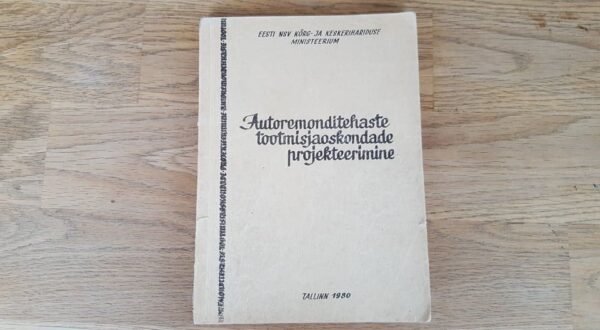 EESTI NSV KÕRG- JA KESKERIHARIDUSE
MINISTEERIUM
Autoremonditehaste
tootmisjaoskondade
projekteerimine
TALLINN 1980